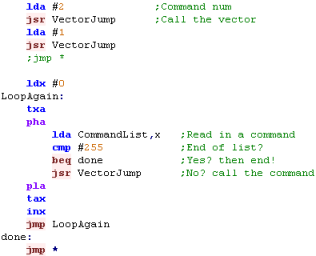 lda #2 ;Command num
jsr VectorJump ;Call the vector
lda #1
jsr VectorJump
;jmp *
ldx #0
LoopAgain:
txa
pha
lda CommandList,x ;Read in a command
cmp #255 ;End of list?
beq done ;Yes? then end!
jsr VectorJump ;No? call the command
pla
tax
inx
jmp LoopAgain
done:
jmp *